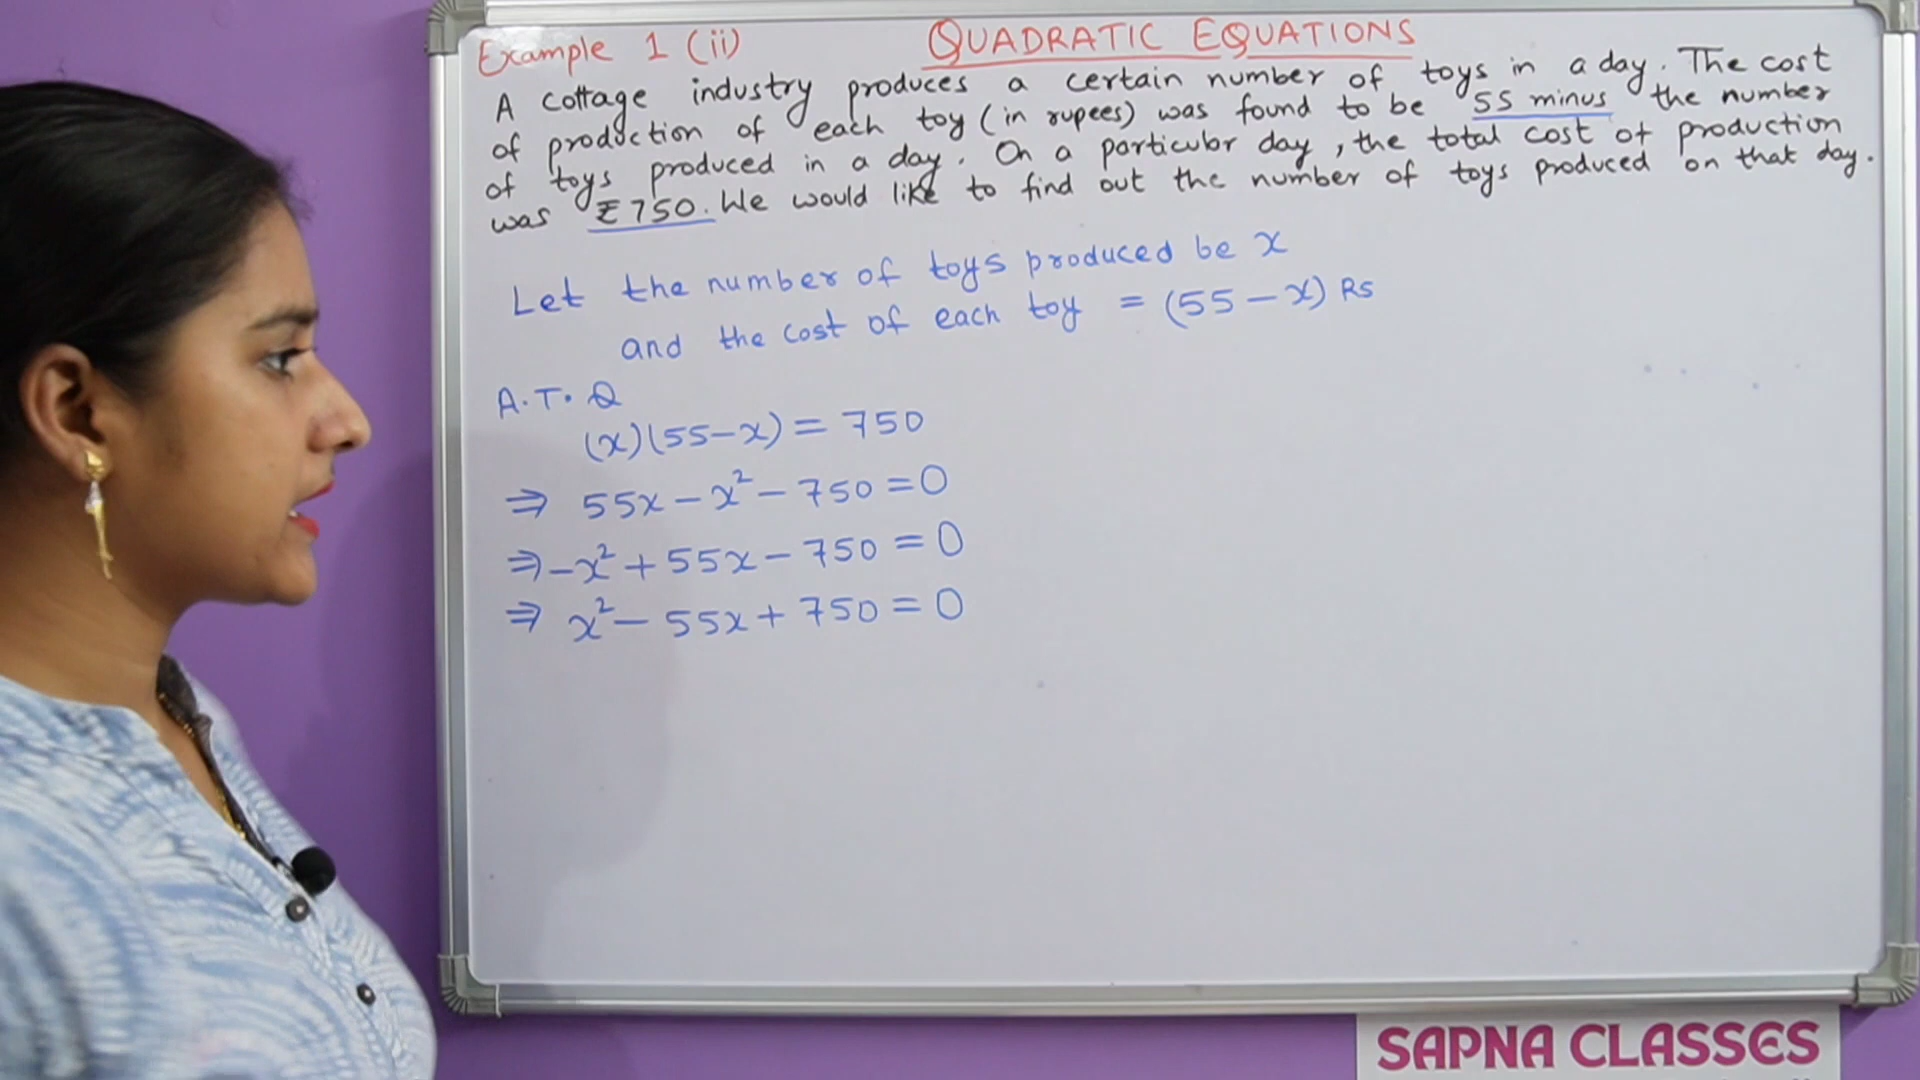 Example 1 (ii) QUADRATIC EQUATIONS
A cottage industry produces a certain number of toys in a day. The cost
of production of each toy (in rupees) was found to be 55 minus the number
of toys produced in a day. On a particular day, the total cost of production
was ₹750. We would like to find out the number of toys produced on that day.
Let the number of toys produced be x
and the cost of each toy = (55 - x) Rs
A.T.Q
(x)(55-x) = 750
⇒ 55x - x² - 750 = 0
⇒ -x² + 55x - 750 = 0
⇒ x² - 55x + 750 = 0
SAPNA CLASSES